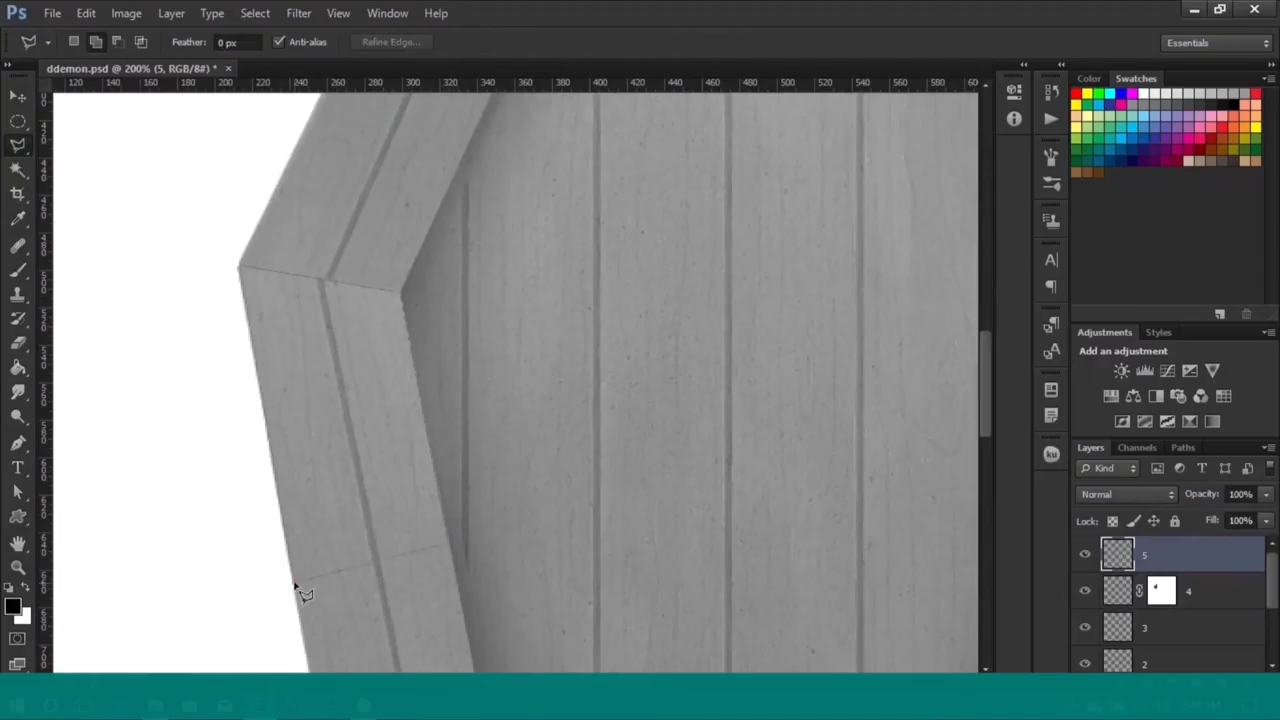 Ps File Edit Image Layer Type Select Filter View Window Help
Feather: 0 px Anti-alias Refine Edge... Essentials
ddemon.psd @ 200% (5, RGB/8#) * ×
120 140 160 180 200 220 240 260 280 300 320 340 360 380 400 420 440 460 480 500 520 540 560 580
Color Swatches
Adjustments Styles
Add an adjustment
Layers Channels Paths
Kind
Normal Opacity: 100%
Lock: Fill: 100%
5
4
3
2